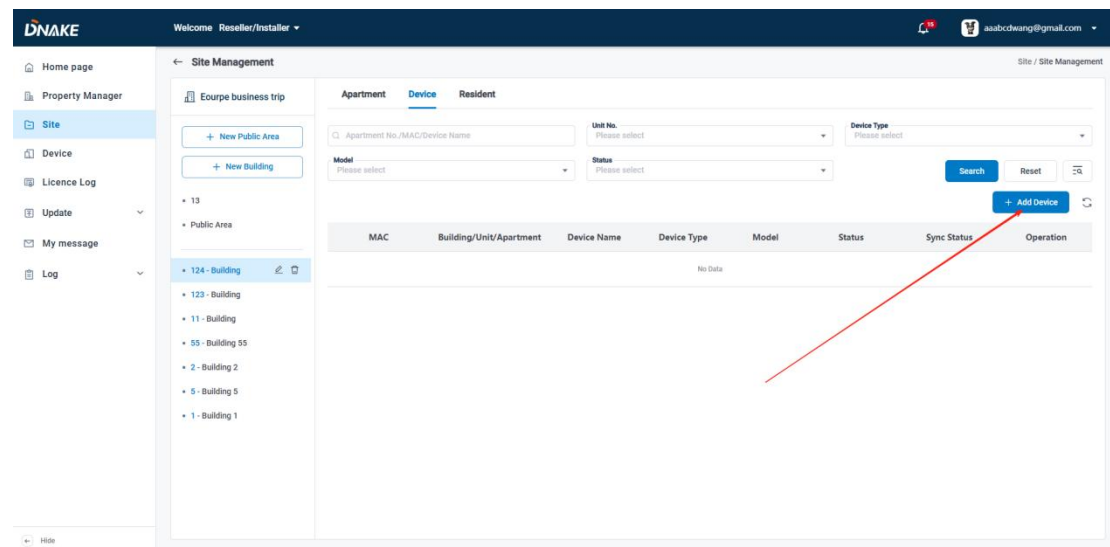 DNAKE
Welcome Reseller/Installer
15
aaabcdwang@gmail.com
Home page
Property Manager
Site
Device
Licence Log
Update
My message
Log
Hide
← Site Management
Site / Site Management
Eourpe business trip
+ New Public Area
+ New Building
13
Public Area
124 - Building
123 - Building
11 - Building
55 - Building 55
2 - Building 2
5 - Building 5
1 - Building 1
Apartment Device Resident
Apartment No./MAC/Device Name
Unit No.
Please select
Device Type
Please select
Model
Please select
Status
Please select
Search Reset
+ Add Device
MAC Building/Unit/Apartment Device Name Device Type Model Status Sync Status Operation
No Data